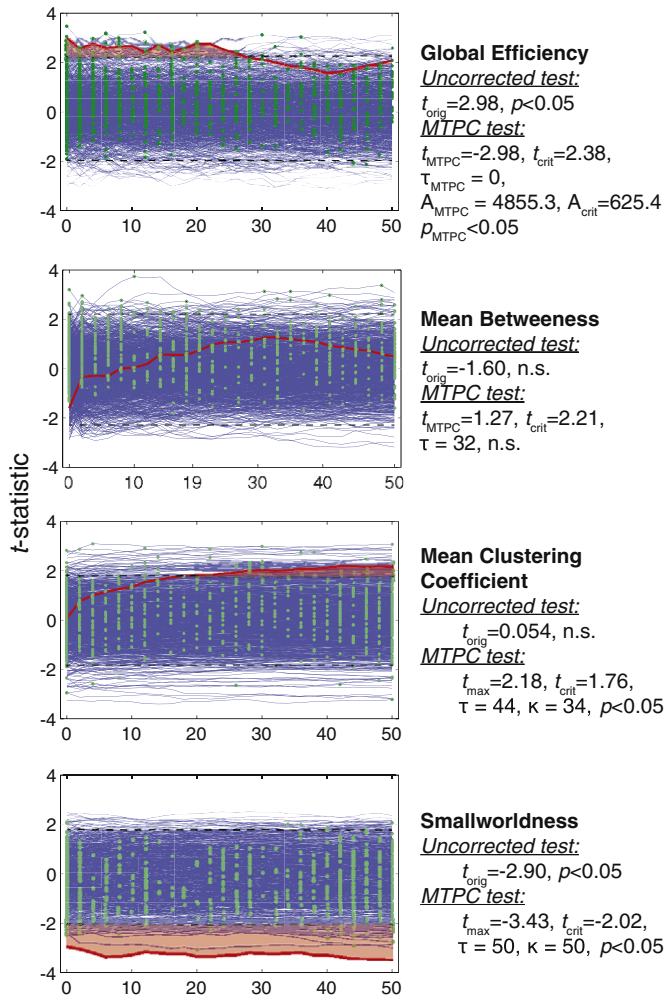 t-statistic
4
2
0
-2
-4
0
10
20
30
40
50
Global Efficiency
Uncorrected test:
torig=2.98, p<0.05
MTPC test:
tMTPC=-2.98, tcrit=2.38,
τMTPC = 0,
AMTPC = 4855.3, Acrit=625.4
pMTPC<0.05
4
2
0
-2
-4
0
10
19
20
30
40
50
Mean Betweeness
Uncorrected test:
torig=-1.60, n.s.
MTPC test:
tMTPC=1.27, tcrit=2.21,
τ = 32, n.s.
4
2
0
-2
-4
0
10
20
30
40
50
Mean Clustering
Coefficient
Uncorrected test:
torig=0.054, n.s.
MTPC test:
tmax=2.18, tcrit=1.76,
τ = 44, κ = 34, p<0.05
4
2
0
-2
-4
0
10
20
30
40
50
Smallworldness
Uncorrected test:
torig=-2.90, p<0.05
MTPC test:
tmax=-3.43, tcrit=-2.02,
τ = 50, κ = 50, p<0.05